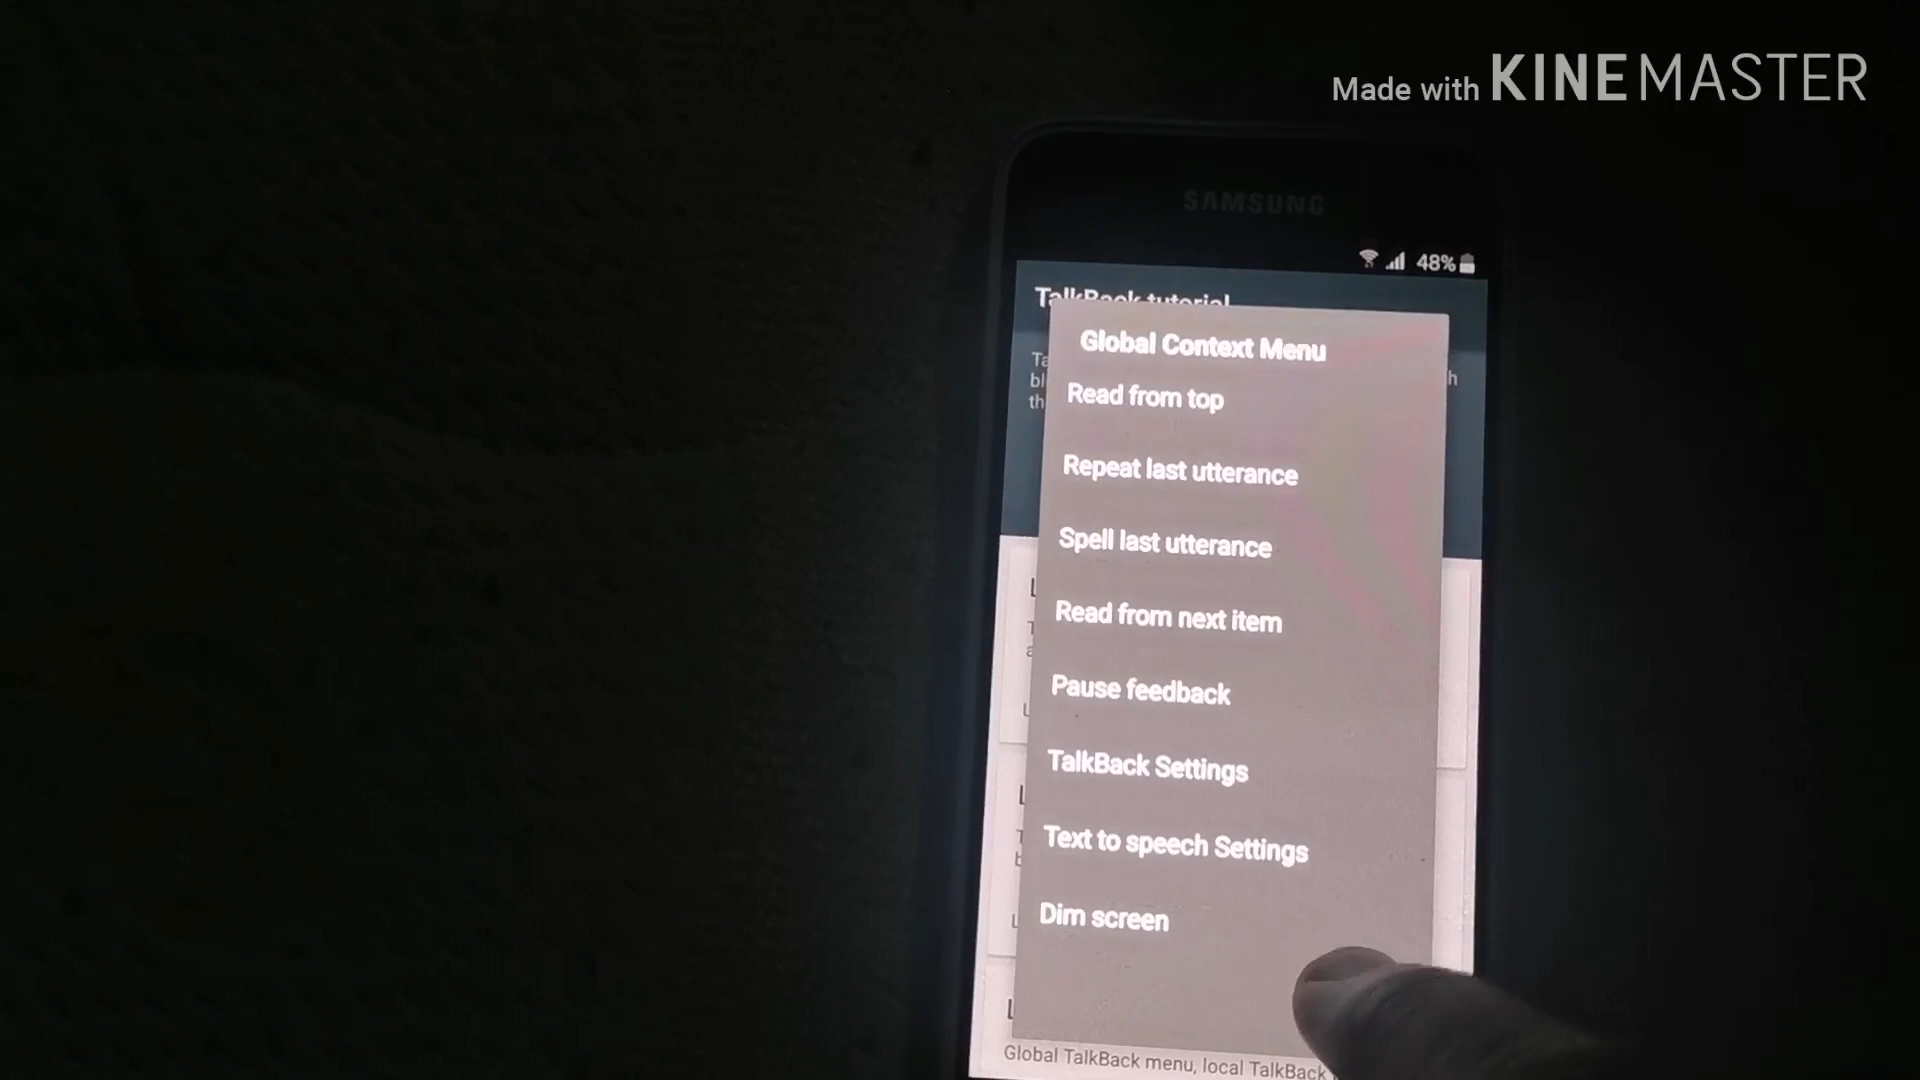 Made with KINEMASTER
SAMSUNG
48%
TalkBack tutorial
Global Context Menu
Read from top
Repeat last utterance
Spell last utterance
Read from next item
Pause feedback
TalkBack Settings
Text to speech Settings
Dim screen
Global TalkBack menu, local TalkBack